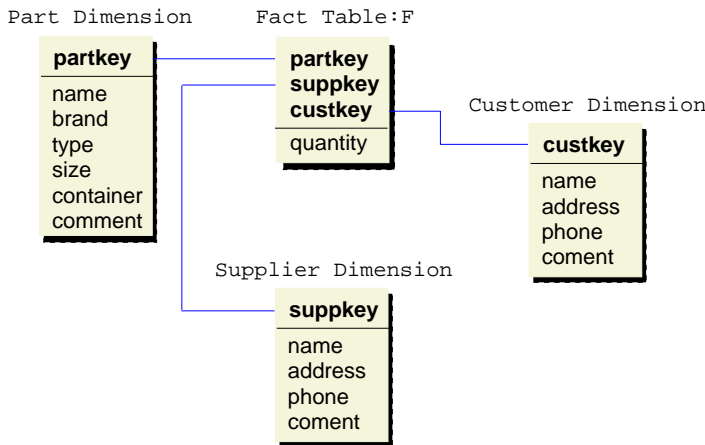 Part Dimension
partkey
name
brand
type
size
container
comment
Fact Table:F
partkey
suppkey
custkey
quantity
Customer Dimension
custkey
name
address
phone
coment
Supplier Dimension
suppkey
name
address
phone
coment